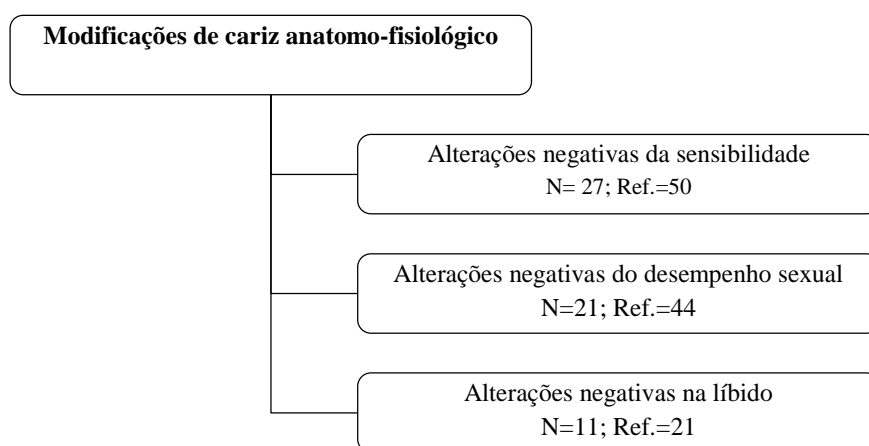 Modificações de cariz anatomo-fisiológico
Alterações negativas da sensibilidade
N= 27; Ref.=50
Alterações negativas do desempenho sexual
N=21; Ref.=44
Alterações negativas na líbido
N=11; Ref.=21